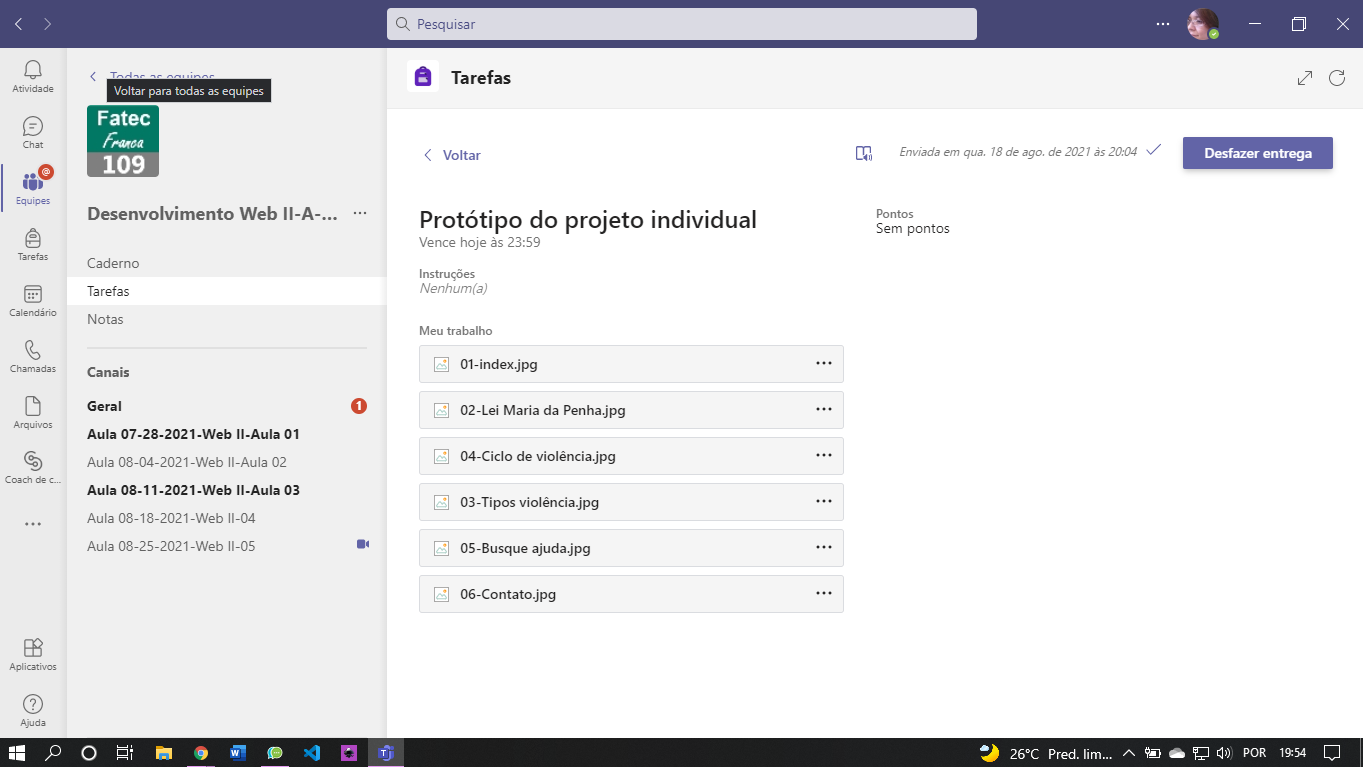 Pesquisar
Atividade
Chat
@
Equipes
Tarefas
Calendário
Chamadas
Arquivos
Coach de c...
Aplicativos
Ajuda
Todas as equipes
Voltar para todas as equipes
Fatec
Franca
109
Desenvolvimento Web II-A-... ...
Caderno
Tarefas
Notas
Canais
Geral 1
Aula 07-28-2021-Web II-Aula 01
Aula 08-04-2021-Web II-Aula 02
Aula 08-11-2021-Web II-Aula 03
Aula 08-18-2021-Web II-04
Aula 08-25-2021-Web II-05
Tarefas
Voltar
Enviada em qua. 18 de ago. de 2021 às 20:04
Desfazer entrega
Protótipo do projeto individual
Vence hoje às 23:59
Pontos
Sem pontos
Instruções
Nenhum(a)
Meu trabalho
01-index.jpg
02-Lei Maria da Penha.jpg
04-Ciclo de violência.jpg
03-Tipos violência.jpg
05-Busque ajuda.jpg
06-Contato.jpg
26°C Pred. lim... POR 19:54